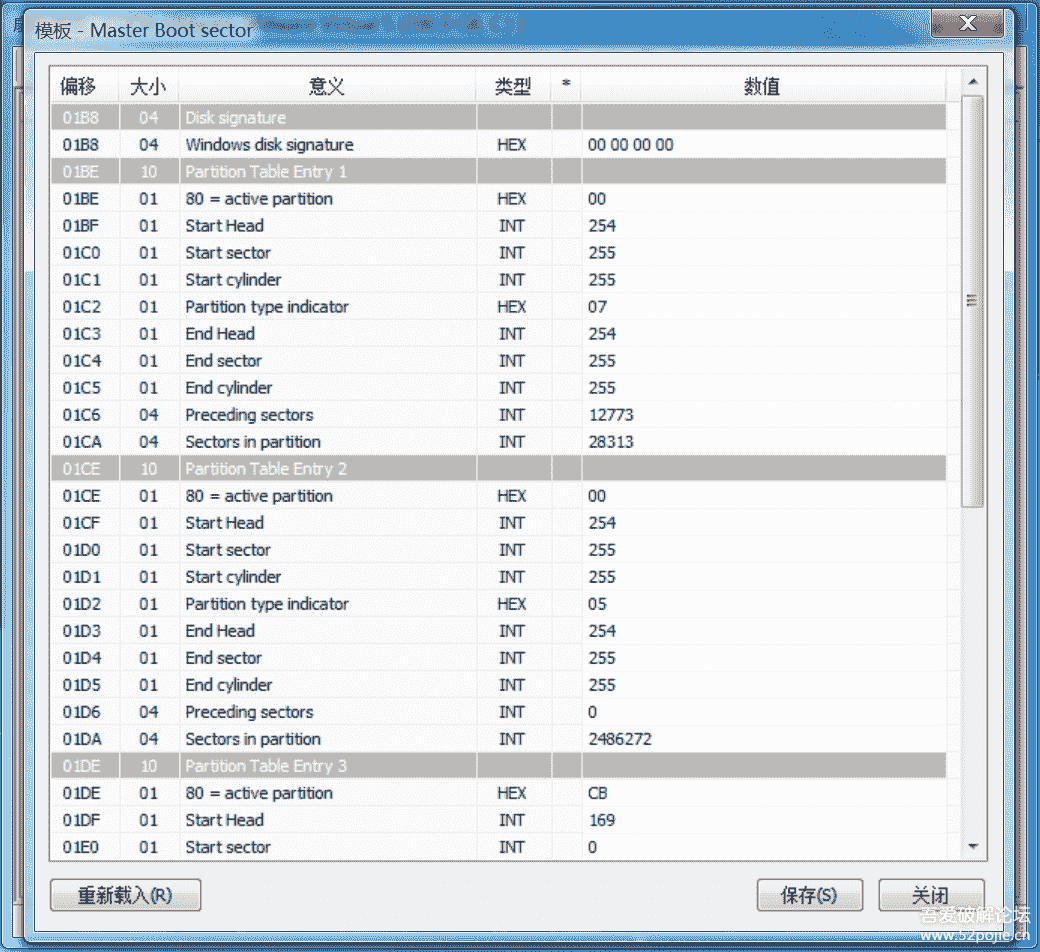 模板 - Master Boot sector
偏移 大小 意义 类型 * 数值
01B8 04 Disk signature
01B8 04 Windows disk signature HEX 00 00 00 00
01BE 10 Partition Table Entry 1
01BE 01 80 = active partition HEX 00
01BF 01 Start Head INT 254
01C0 01 Start sector INT 255
01C1 01 Start cylinder INT 255
01C2 01 Partition type indicator HEX 07
01C3 01 End Head INT 254
01C4 01 End sector INT 255
01C5 01 End cylinder INT 255
01C6 04 Preceding sectors INT 12773
01CA 04 Sectors in partition INT 28313
01CE 10 Partition Table Entry 2
01CE 01 80 = active partition HEX 00
01CF 01 Start Head INT 254
01D0 01 Start sector INT 255
01D1 01 Start cylinder INT 255
01D2 01 Partition type indicator HEX 05
01D3 01 End Head INT 254
01D4 01 End sector INT 255
01D5 01 End cylinder INT 255
01D6 04 Preceding sectors INT 0
01DA 04 Sectors in partition INT 2486272
01DE 10 Partition Table Entry 3
01DE 01 80 = active partition HEX CB
01DF 01 Start Head INT 169
01E0 01 Start sector INT 0
重新载入(R) 保存(S) 关闭
吾爱破解论坛
www.52pojie.cn